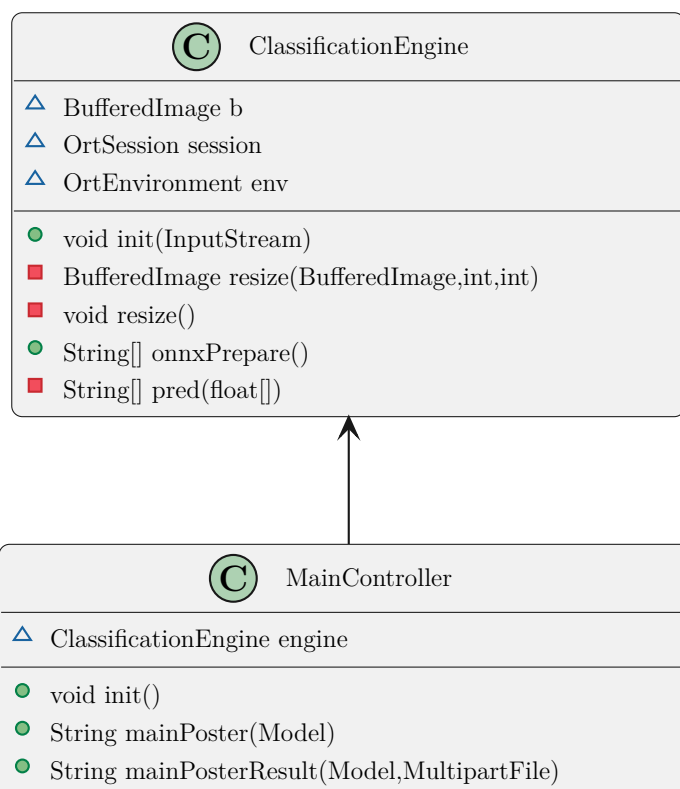 C ClassificationEngine
BufferedImage b
OrtSession session
OrtEnvironment env
void init(InputStream)
BufferedImage resize(BufferedImage,int,int)
void resize()
String[] onnxPrepare()
String[] pred(float[])
C MainController
ClassificationEngine engine
void init()
String mainPoster(Model)
String mainPosterResult(Model,MultipartFile)